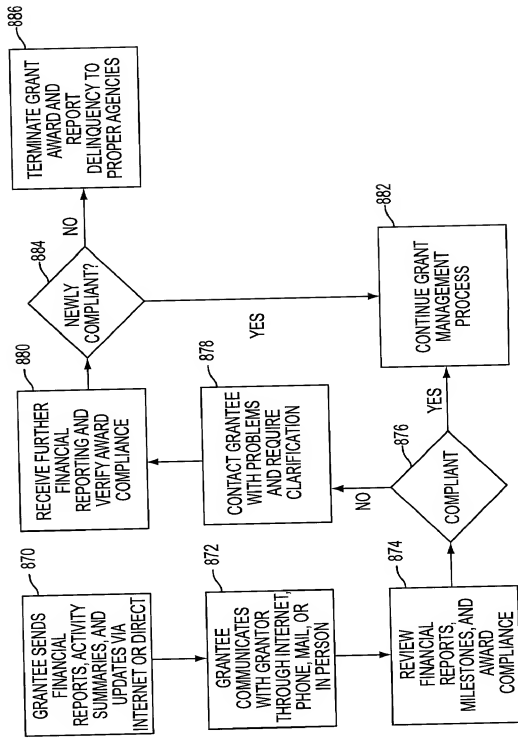 870
GRANTEE SENDS
FINANCIAL
REPORTS, ACTIVITY
SUMMARIES, AND
UPDATES VIA
INTERNET OR DIRECT
872
GRANTEE
COMMUNICATES
WITH GRANTOR
THROUGH INTERNET,
PHONE, MAIL, OR
IN PERSON
874
REVIEW
FINANCIAL
REPORTS,
MILESTONES, AND
AWARD
COMPLIANCE
876
COMPLIANT
NO
YES
878
CONTACT GRANTEE
WITH PROBLEMS
AND REQUIRE
CLARIFICATION
880
RECEIVE FURTHER
FINANCIAL
REPORTING AND
VERIFY AWARD
COMPLIANCE
884
NEWLY
COMPLIANT?
NO
YES
886
TERMINATE GRANT
AWARD AND
REPORT
DELINQUENCY TO
PROPER AGENCIES
882
CONTINUE GRANT
MANAGEMENT
PROCESS